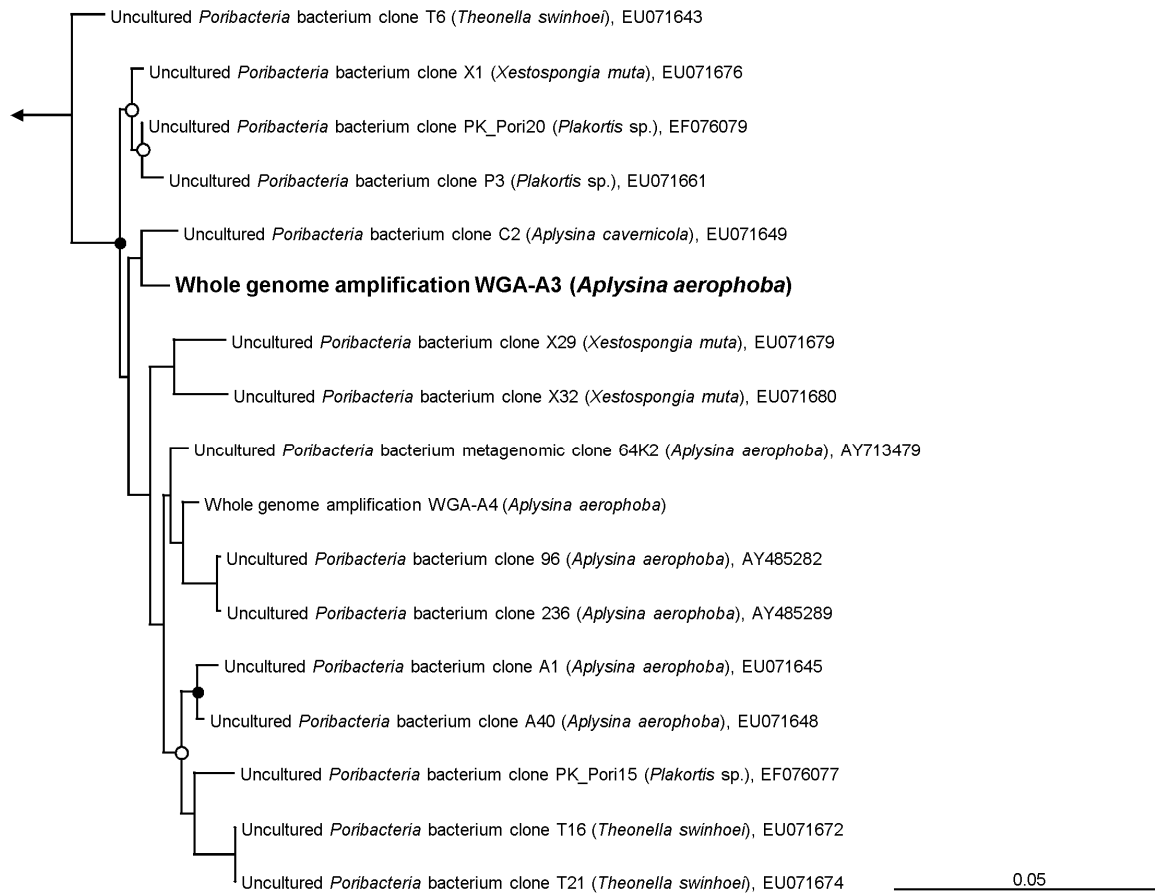 Uncultured Poribacteria bacterium clone T6 (Theonella swinhoei), EU071643
Uncultured Poribacteria bacterium clone X1 (Xestospongia muta), EU071676
Uncultured Poribacteria bacterium clone PK_Pori20 (Plakortis sp.), EF076079
Uncultured Poribacteria bacterium clone P3 (Plakortis sp.), EU071661
Uncultured Poribacteria bacterium clone C2 (Aplysina cavernicola), EU071649
Whole genome amplification WGA-A3 (Aplysina aerophoba)
Uncultured Poribacteria bacterium clone X29 (Xestospongia muta), EU071679
Uncultured Poribacteria bacterium clone X32 (Xestospongia muta), EU071680
Uncultured Poribacteria bacterium metagenomic clone 64K2 (Aplysina aerophoba), AY713479
Whole genome amplification WGA-A4 (Aplysina aerophoba)
Uncultured Poribacteria bacterium clone 96 (Aplysina aerophoba), AY485282
Uncultured Poribacteria bacterium clone 236 (Aplysina aerophoba), AY485289
Uncultured Poribacteria bacterium clone A1 (Aplysina aerophoba), EU071645
Uncultured Poribacteria bacterium clone A40 (Aplysina aerophoba), EU071648
Uncultured Poribacteria bacterium clone PK_Pori15 (Plakortis sp.), EF076077
Uncultured Poribacteria bacterium clone T16 (Theonella swinhoei), EU071672
Uncultured Poribacteria bacterium clone T21 (Theonella swinhoei), EU071674
0.05